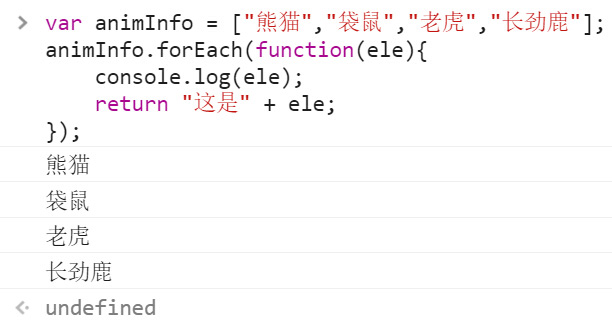 var animInfo = ["熊猫","袋鼠","老虎","长劲鹿"];
animInfo.forEach(function(ele){
    console.log(ele);
    return "这是" + ele;
});
熊猫
袋鼠
老虎
长劲鹿
undefined